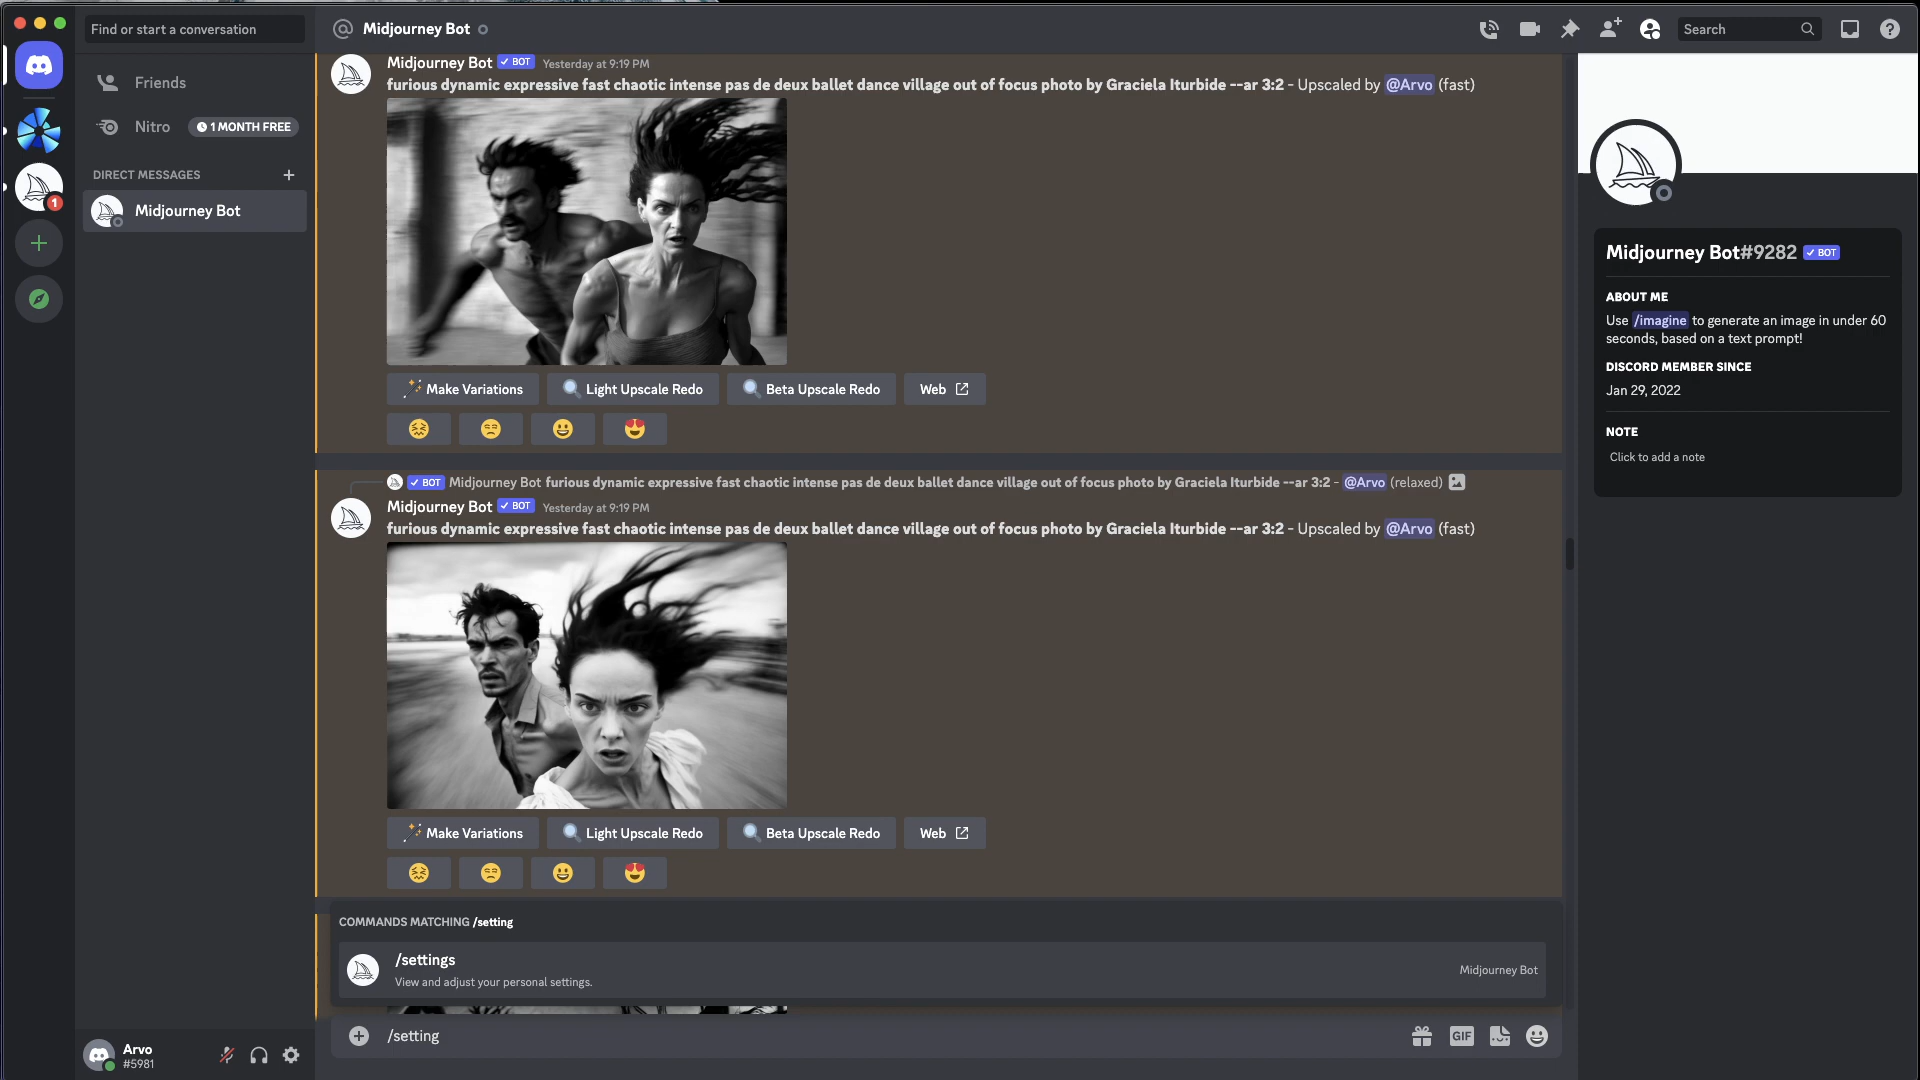 Find or start a conversation
Friends
Nitro
1 MONTH FREE
DIRECT MESSAGES
Midjourney Bot
1
Arvo
#5981
Midjourney Bot
Search
Midjourney Bot BOT Yesterday at 9:19 PM
furious dynamic expressive fast chaotic intense pas de deux ballet dance village out of focus photo by Graciela Iturbide --ar 3:2 - Upscaled by @Arvo (fast)
Make Variations
Light Upscale Redo
Beta Upscale Redo
Web
BOT Midjourney Bot furious dynamic expressive fast chaotic intense pas de deux ballet dance village out of focus photo by Graciela Iturbide --ar 3:2 - @Arvo (relaxed)
Midjourney Bot BOT Yesterday at 9:19 PM
furious dynamic expressive fast chaotic intense pas de deux ballet dance village out of focus photo by Graciela Iturbide --ar 3:2 - Upscaled by @Arvo (fast)
Make Variations
Light Upscale Redo
Beta Upscale Redo
Web
COMMANDS MATCHING /setting
/settings
View and adjust your personal settings.
Midjourney Bot
/setting
GIF
Midjourney Bot#9282 BOT
ABOUT ME
Use /imagine to generate an image in under 60
seconds, based on a text prompt!
DISCORD MEMBER SINCE
Jan 29, 2022
NOTE
Click to add a note